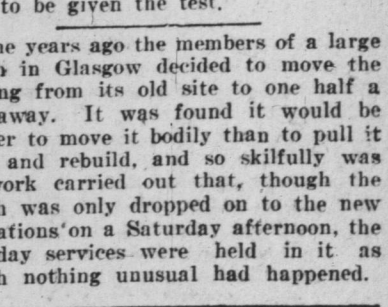 to be given the test.
ne years ago the members of a large
in Glasgow decided to move the
ng from its old site to one half a
away. It was found it would be
er to move it bodily than to pull it
and rebuild, and so skilfully was
work carried out that, though the
was only dropped on to the new
ations on a Saturday afternoon, the
day services were held in it as
h nothing unusual had happened.